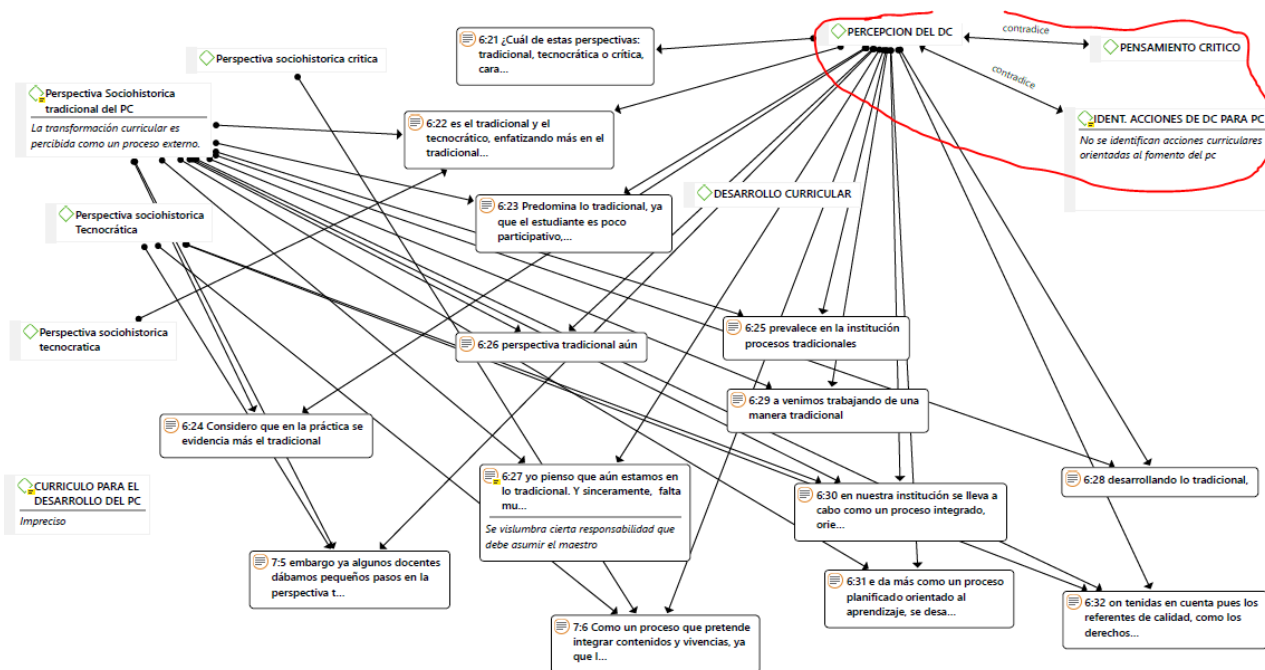 6:21 ¿Cuál de estas perspectivas:
tradicional, tecnocrática o crítica,
cara...
PERCEPCION DEL DC
contradice
PENSAMIENTO CRITICO
contradice
IDENT. ACCIONES DE DC PARA PC
No se identifican acciones curriculares
orientadas al fomento del pc
Perspectiva sociohistorica critica
Perspectiva Sociohistorica
tradicional del PC
La transformación curricular es
percibida como un proceso externo.
6:22 es el tradicional y el
tecnocrático, enfatizando más en el
tradicional...
DESARROLLO CURRICULAR
6:23 Predomina lo tradicional, ya
que el estudiante es poco
participativo,...
Perspectiva sociohistorica
Tecnocrática
Perspectiva sociohistorica
tecnocratica
6:26 perspectiva tradicional aún
6:25 prevalece en la institución
procesos tradicionales
6:29 a venimos trabajando de una
manera tradicional
6:24 Considero que en la práctica se
evidencia más el tradicional
CURRICULO PARA EL
DESARROLLO DEL PC
Impreciso
6:27 yo pienso que aún estamos en
lo tradicional. Y sinceramente, falta
mu...
Se vislumbra cierta responsabilidad que
debe asumir el maestro
6:30 en nuestra institución se lleva a
cabo como un proceso integrado,
orie...
6:28 desarrollando lo tradicional,
7:5 embargo ya algunos docentes
dábamos pequeños pasos en la
perspectiva t...
6:31 e da más como un proceso
planificado orientado al
aprendizaje, se desa...
6:32 on tenidas en cuenta pues los
referentes de calidad, como los
derechos...
7:6 Como un proceso que pretende
integrar contenidos y vivencias, ya
que l...